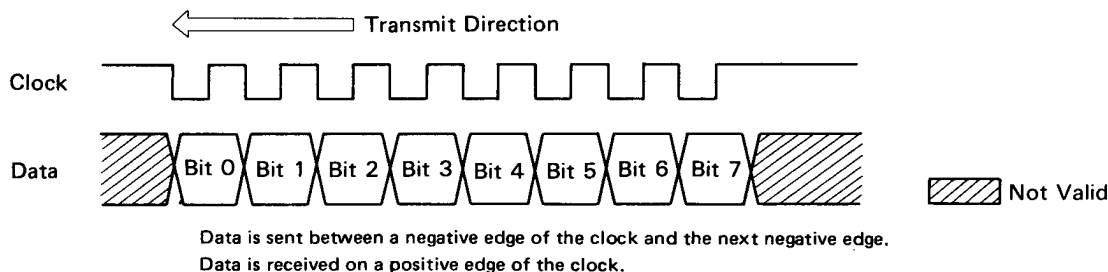 Transmit Direction
Clock
Data
Bit 0 Bit 1 Bit 2 Bit 3 Bit 4 Bit 5 Bit 6 Bit 7
Not Valid
Data is sent between a negative edge of the clock and the next negative edge.
Data is received on a positive edge of the clock.